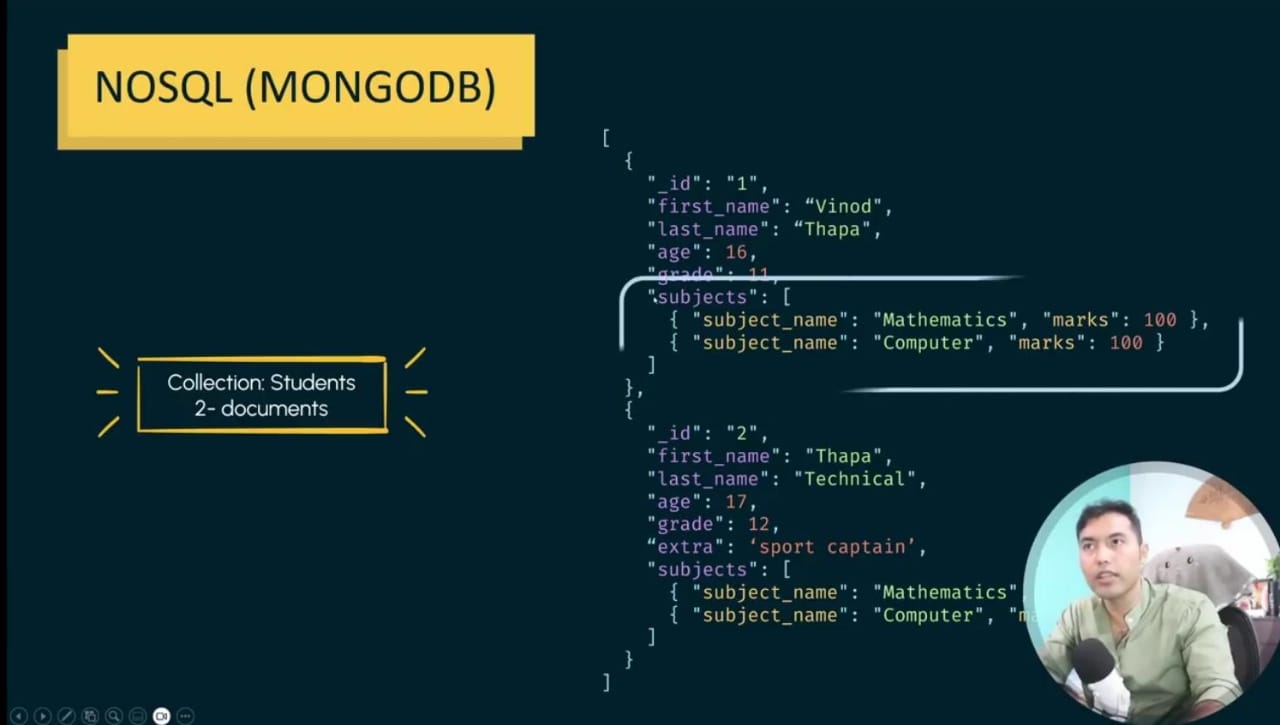 NOSQL (MONGODB)
[
{
"_id": "1",
"first_name": “Vinod",
"last_name": “Thapa",
"age": 16,
"grade": 11,
"subjects": [
{ "subject_name": "Mathematics", "marks": 100 },
{ "subject_name": "Computer", "marks": 100 }
]
},
{
"_id": "2",
"first_name": "Thapa",
"last_name": "Technical",
"age": 17,
"grade": 12,
“extra": ‘sport captain’,
"subjects": [
{ "subject_name": "Mathematics"
{ "subject_name": "Computer",
]
}
]
Collection: Students
2- documents